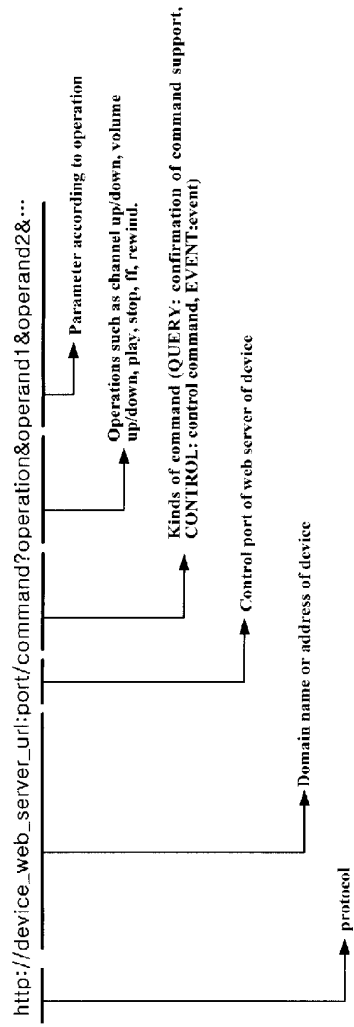 http://device_web_server_url:port/command?operation&operand1&operand2&···
Parameter according to operation
Operations such as channel up/down, volume
up/down, play, stop, ff, rewind.
Kinds of command (QUERY: confirmation of command support,
CONTROL: control command, EVENT:event)
Control port of web server of device
Domain name or address of device
protocol